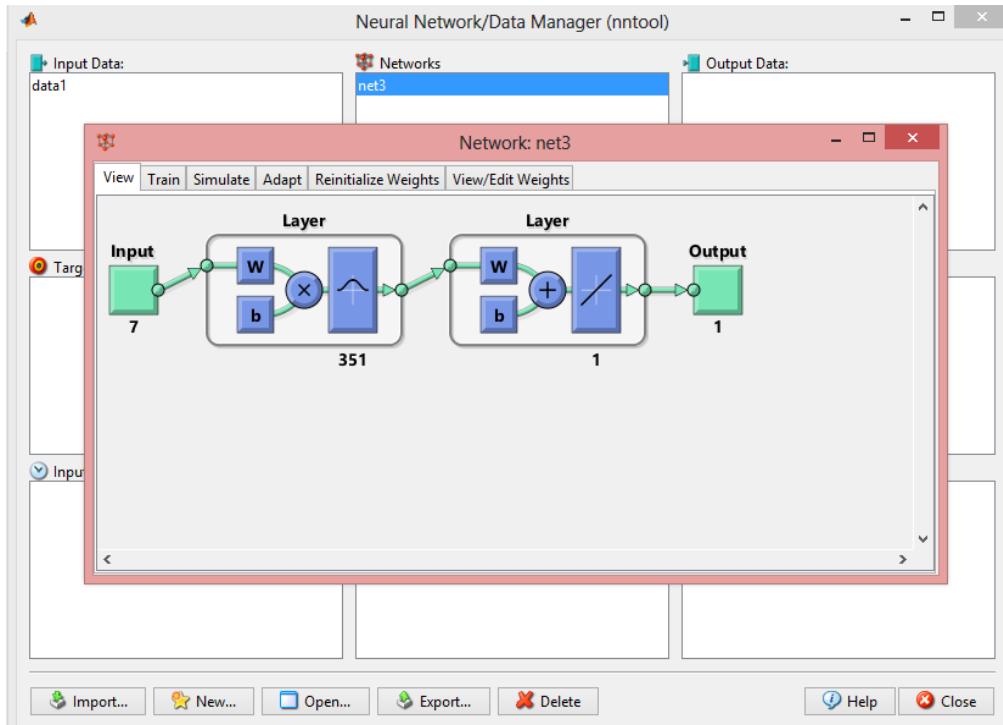 Neural Network/Data Manager (nntool)
Input Data:
data1
Networks
net3
Output Data:
Network: net3
View Train Simulate Adapt Reinitialize Weights View/Edit Weights
Layer Layer
Input Output
W W
b b
7 1
351 1
Targ
Inpu
Import... New... Open... Export... Delete Help Close